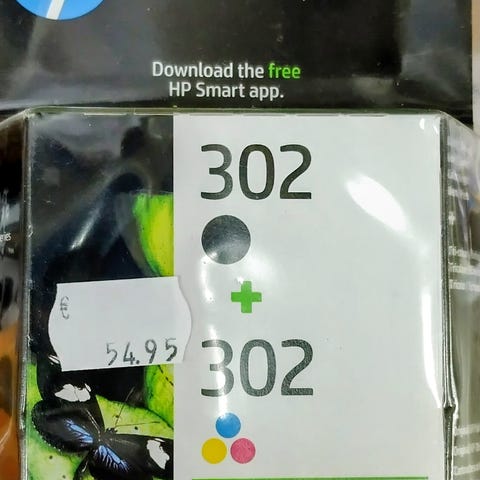 Download the free
HP Smart app.
302
+
302
€
54.95